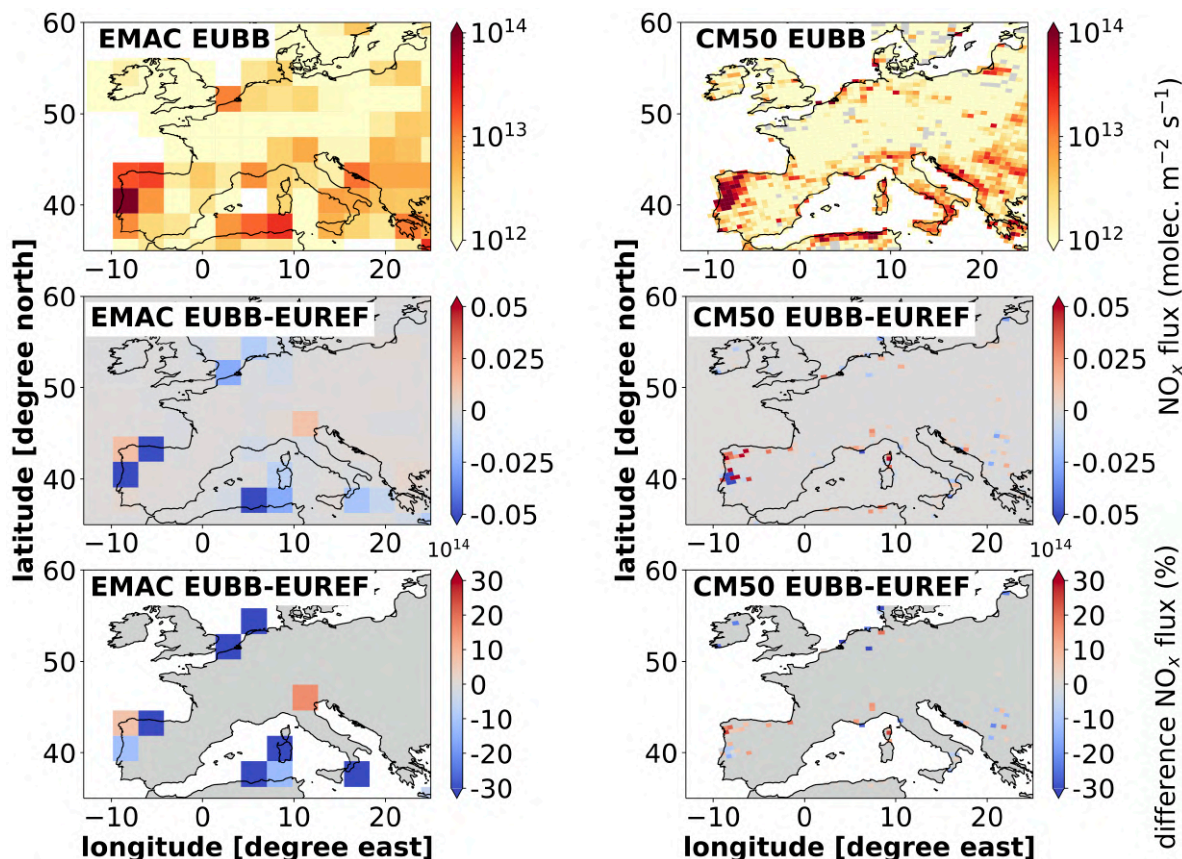 EMAC EUBB
60
50
40
−10 0 10 20
10^14
10^13
10^12
CM50 EUBB
60
50
40
−10 0 10 20
10^14
10^13
10^12
NO_x flux (molec. m^−2 s^−1)
latitude [degree north]
EMAC EUBB-EUREF
60
50
40
−10 0 10 20
0.05
0.025
0
-0.025
-0.05
10^14
latitude [degree north]
CM50 EUBB-EUREF
60
50
40
−10 0 10 20
0.05
0.025
0
-0.025
-0.05
10^14
EMAC EUBB-EUREF
60
50
40
−10 0 10 20
longitude [degree east]
30
20
10
0
-10
-20
-30
CM50 EUBB-EUREF
60
50
40
−10 0 10 20
longitude [degree east]
30
20
10
0
-10
-20
-30
difference NO_x flux (%)